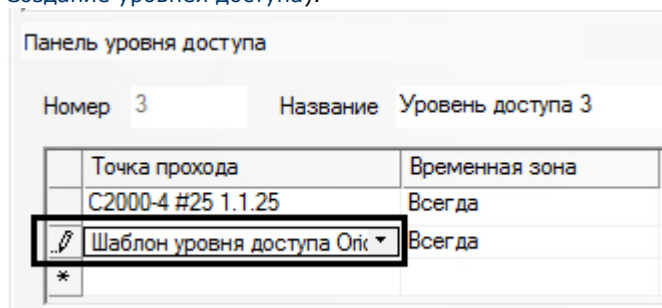 Создание уровней доступа).
Панель уровня доступа
Номер 3 Название Уровень доступа 3
Точка прохода Временная зона
С2000-4 #25 1.1.25 Всегда
Шаблон уровня доступа Всегда
*